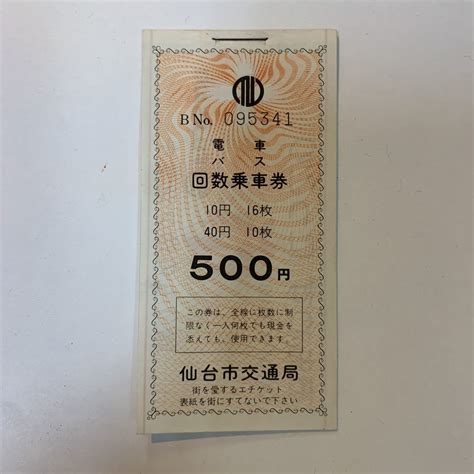 B No. 095341
電車
バス
回数乗車券
10円 16枚
40円 10枚
500円
この券は、全線に枚数に制
限なく一人何枚でも現金を
添えても、使用できます。
仙台市交通局
街を愛するエチケット
表紙を街にすてないで下さい